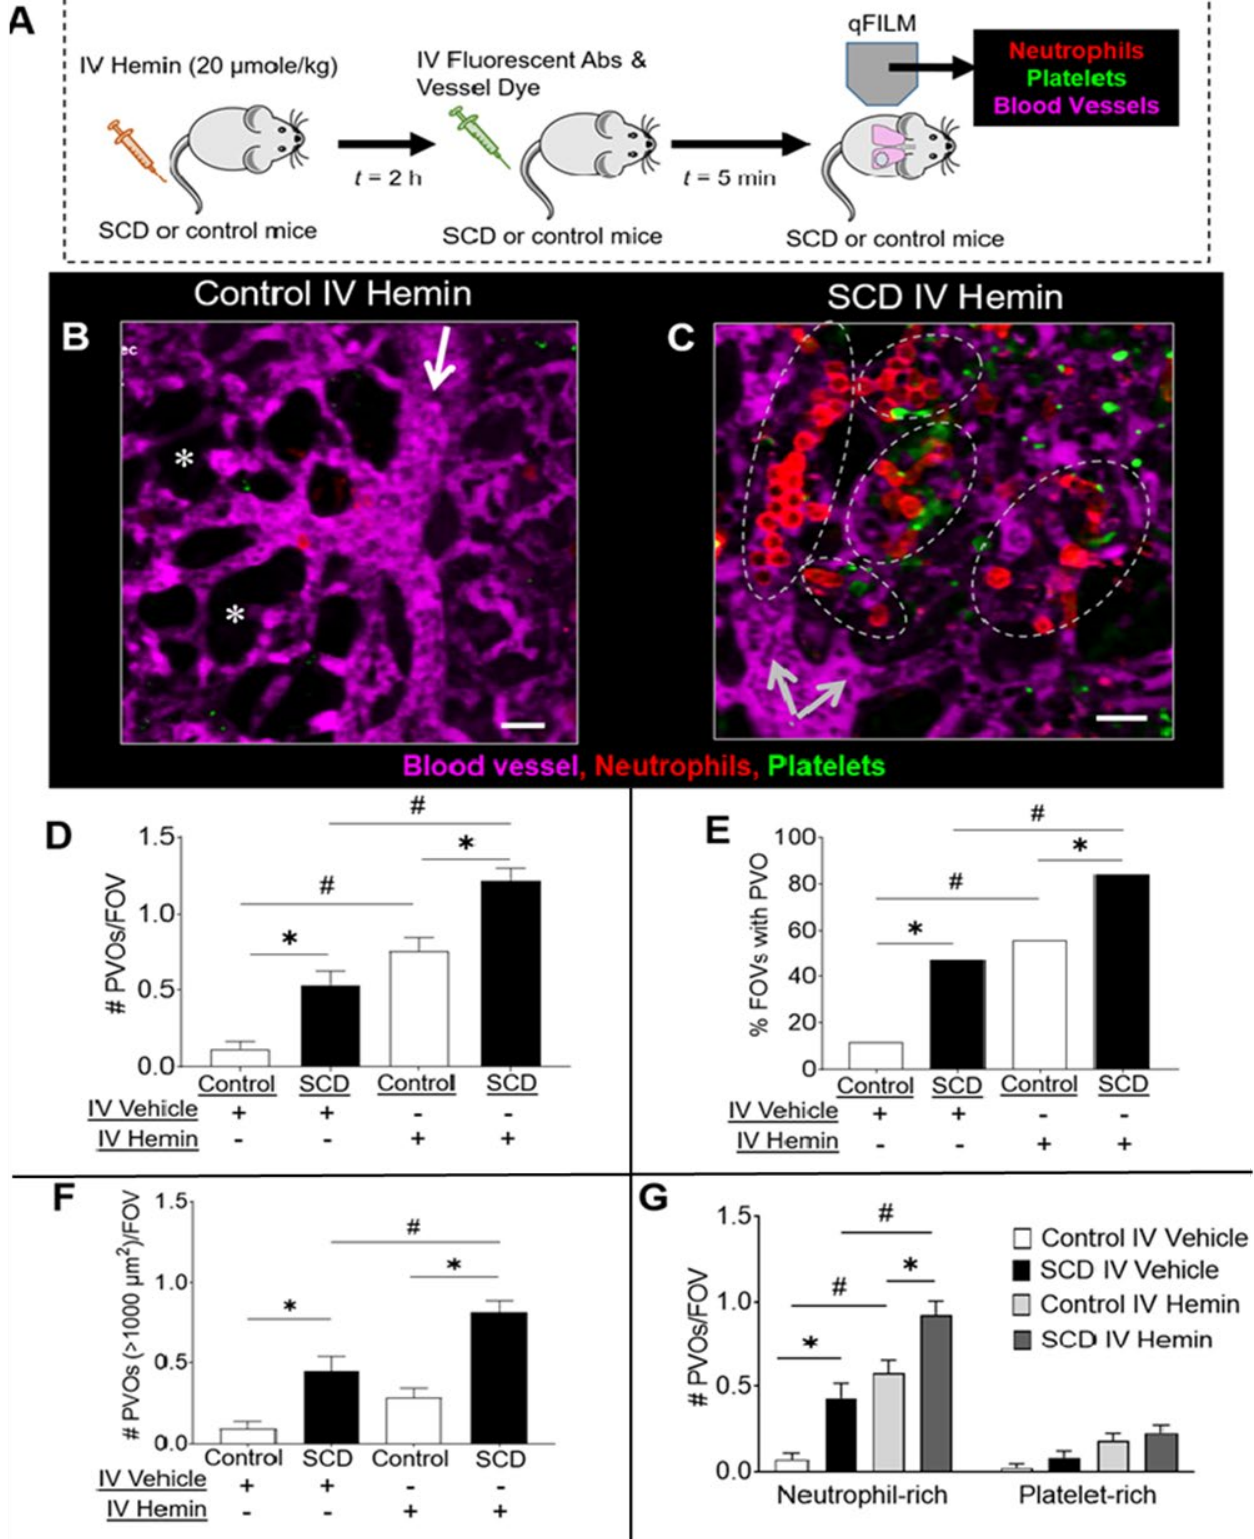 A
IV Hemin (20 µmole/kg)
IV Fluorescent Abs &
Vessel Dye
qFILM
Neutrophils
Platelets
Blood Vessels
t = 2 h
t = 5 min
SCD or control mice
SCD or control mice
SCD or control mice
Control IV Hemin
SCD IV Hemin
B
ec
*
*
C
Blood vessel, Neutrophils, Platelets
D
# PVOs/FOV
1.5
1.0
0.5
0.0
#
*
#
*
Control SCD Control SCD
IV Vehicle + + - -
IV Hemin - - + +
E
% FOVs with PVO
100
80
60
40
20
0
#
*
#
*
Control SCD Control SCD
IV Vehicle + + - -
IV Hemin - - + +
F
# PVOs (>1000 µm²)/FOV
1.5
1.0
0.5
0.0
#
*
*
Control SCD Control SCD
IV Vehicle + + - -
IV Hemin - - + +
G
# PVOs/FOV
1.5
1.0
0.5
0.0
#
*
#
*
Neutrophil-rich Platelet-rich
Control IV Vehicle
SCD IV Vehicle
Control IV Hemin
SCD IV Hemin